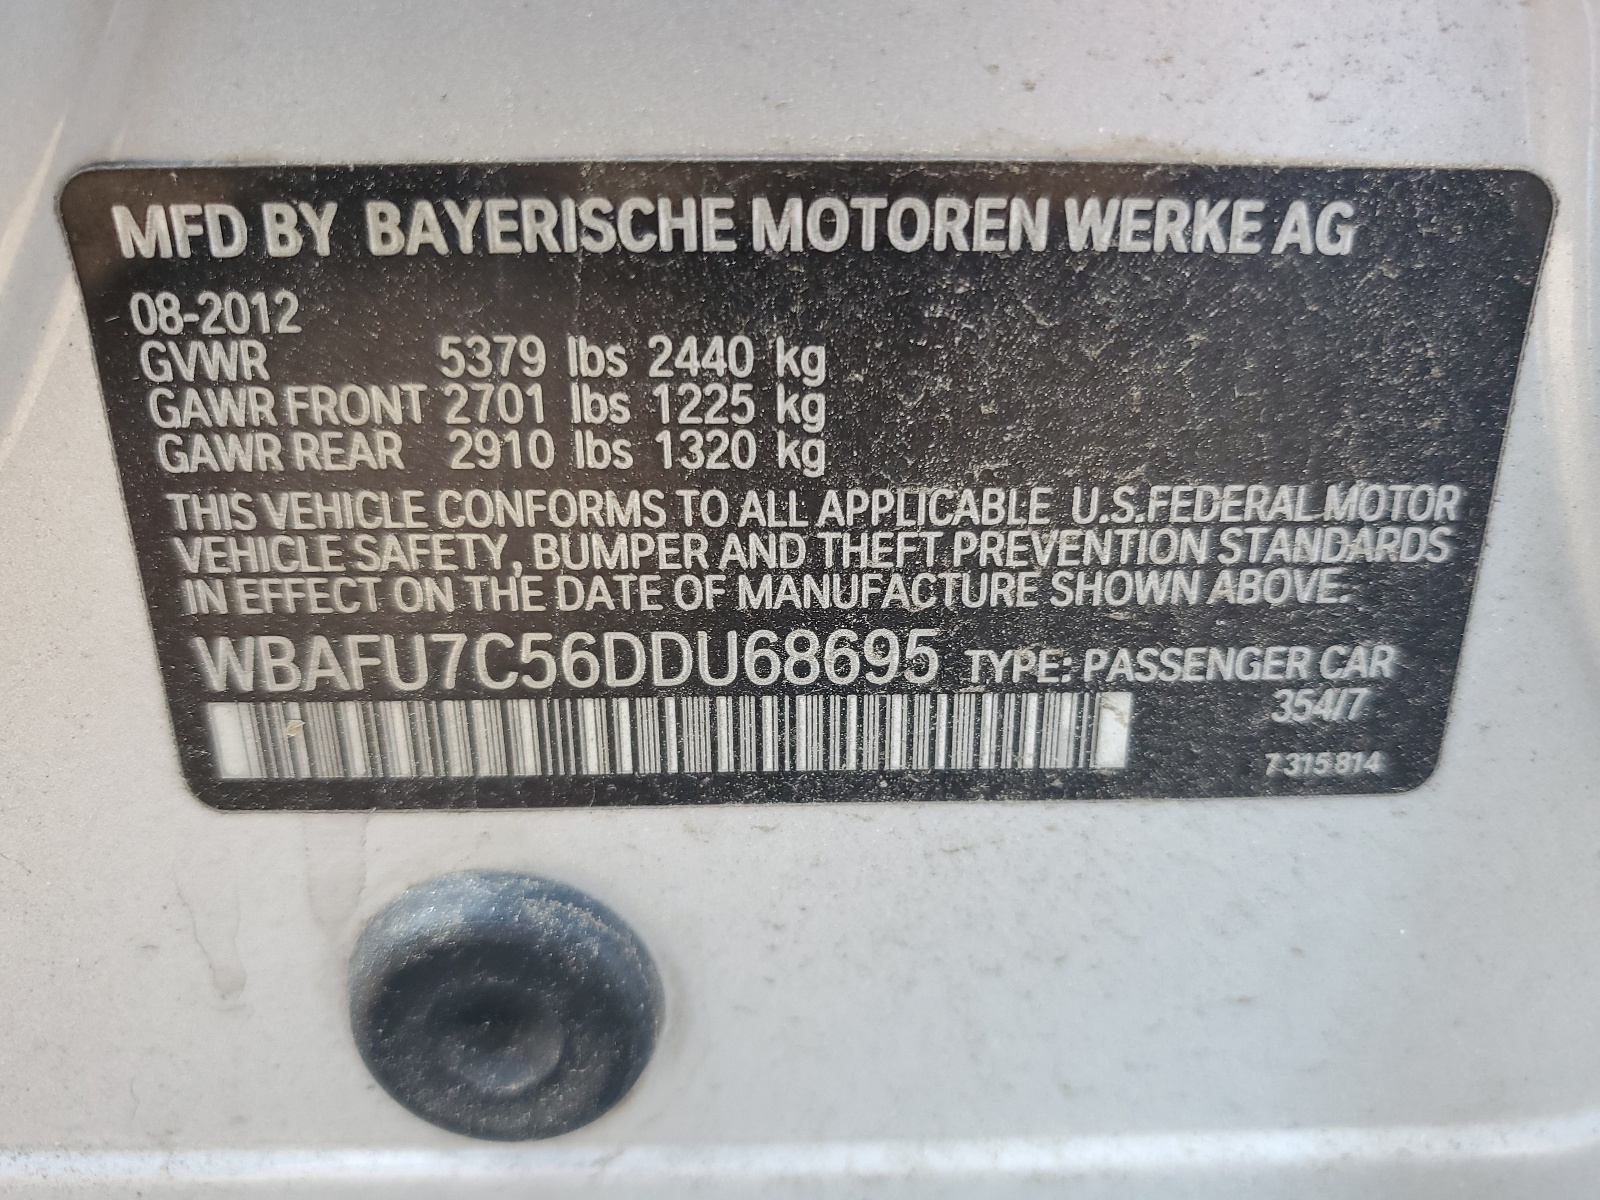 MFD BY BAYERISCHE MOTOREN WERKE AG
08-2012
GVWR 5379 lbs 2440 kg
GAWR FRONT 2701 lbs 1225 kg
GAWR REAR 2910 lbs 1320 kg
THIS VEHICLE CONFORMS TO ALL APPLICABLE U.S.FEDERAL MOTOR
VEHICLE SAFETY, BUMPER AND THEFT PREVENTION STANDARDS
IN EFFECT ON THE DATE OF MANUFACTURE SHOWN ABOVE.
WBAFU7C56DDU68695 TYPE: PASSENGER CAR
354/7
7 315 814